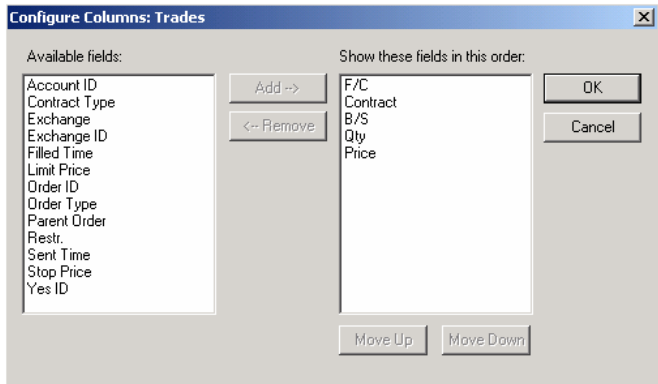 Configure Columns: Trades
Available fields:
Account ID
Contract Type
Exchange
Exchange ID
Filled Time
Limit Price
Order ID
Order Type
Parent Order
Restr.
Sent Time
Stop Price
Yes ID
Add -->
<-- Remove
Show these fields in this order:
F/C
Contract
B/S
Qty
Price
OK
Cancel
Move Up
Move Down